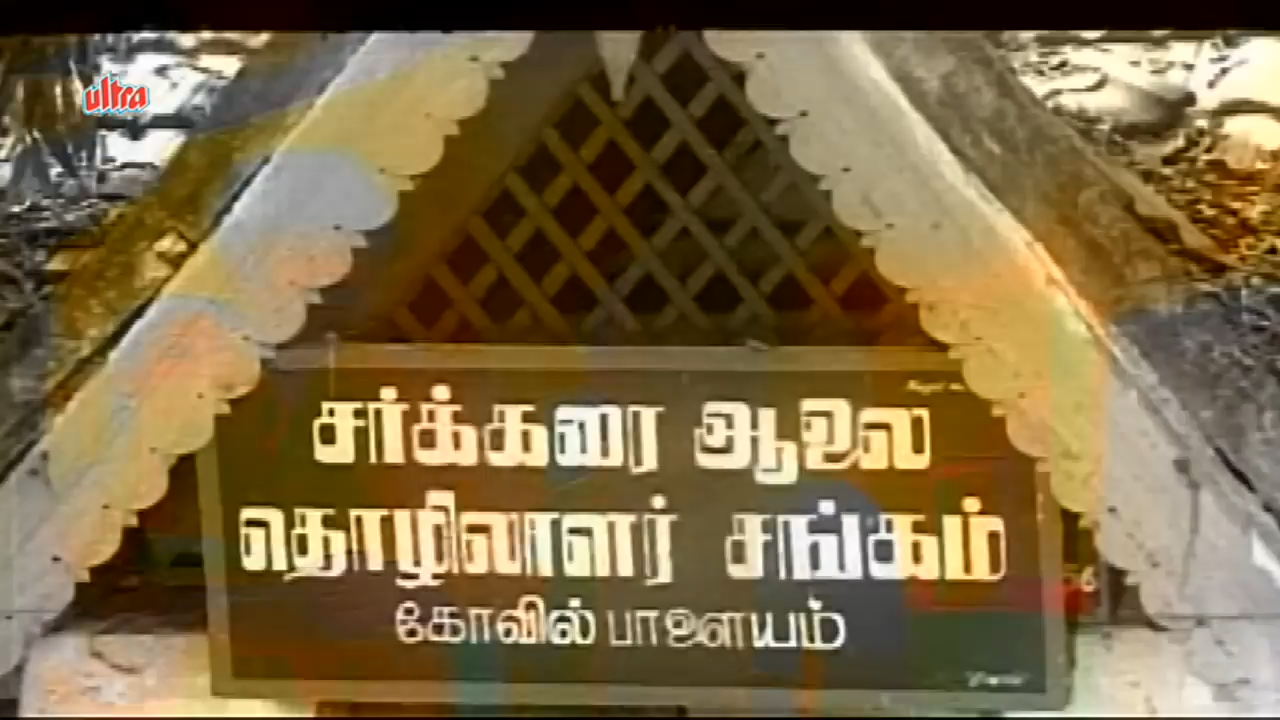 ultra
சர்க்கரை ஆலை
தொழிலாளர் சங்கம்
கோவில் பாளையம்